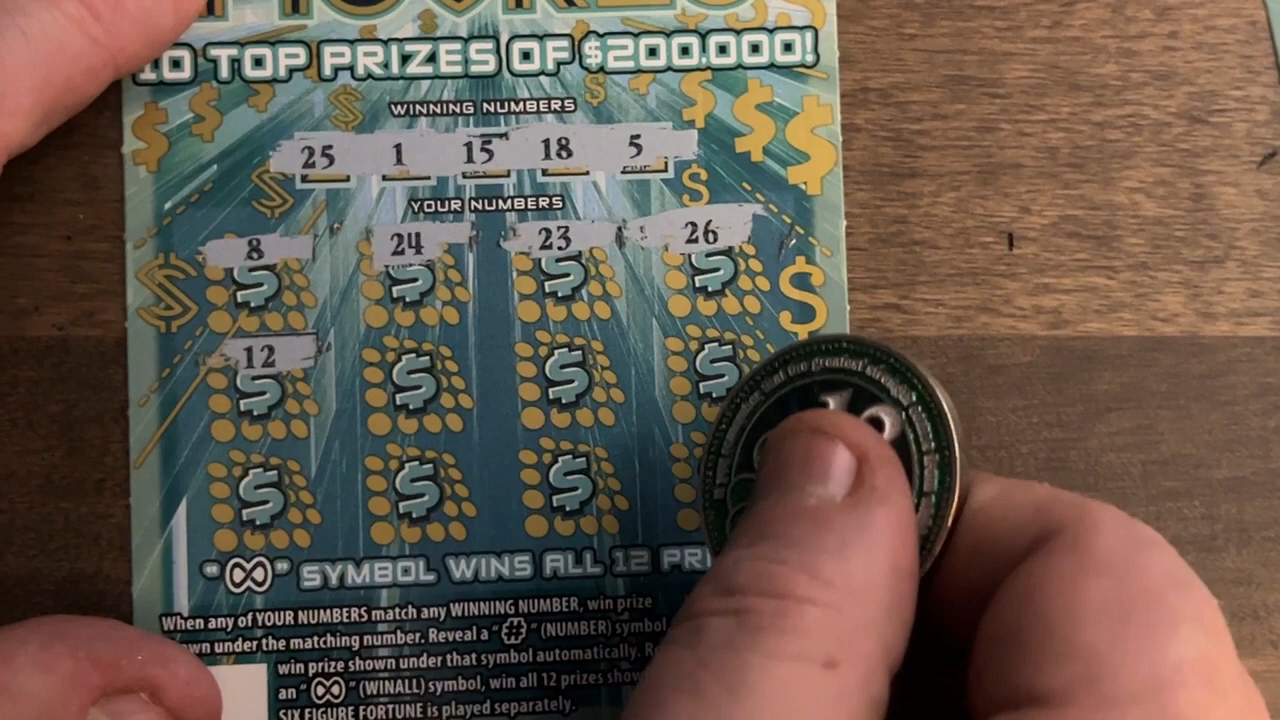 10 TOP PRIZES OF $200,000!
WINNING NUMBERS
25 1 15 18 5
YOUR NUMBERS
8 24 23 26
$ $ $ $
12
$ $ $ $
$ $ $
"∞" SYMBOL WINS ALL 12
When any of YOUR NUMBERS match any WINNING NUMBER, win prize
under the matching number. Reveal a "#" (NUMBER) symbol
win prize shown under that symbol automatically.
an "∞" (WINALL) symbol, win all 12 prizes
SIX FIGURE FORTUNE is played separately.